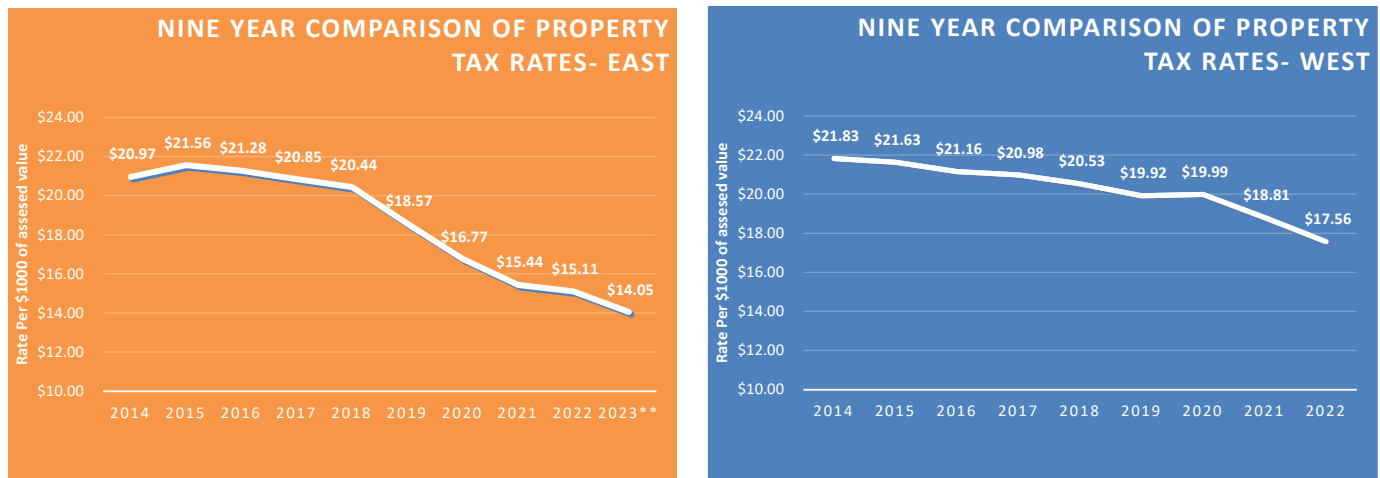 NINE YEAR COMPARISON OF PROPERTY
TAX RATES- EAST
Rate Per $1000 of assesed value
$24.00
$22.00
$20.00
$18.00
$16.00
$14.00
$12.00
$10.00
$20.97 $21.56 $21.28 $20.85 $20.44 $18.57 $16.77 $15.44 $15.11 $14.05
2014 2015 2016 2017 2018 2019 2020 2021 2022 2023**
NINE YEAR COMPARISON OF PROPERTY
TAX RATES- WEST
Rate Per $1000 of assesed value
$24.00
$22.00
$20.00
$18.00
$16.00
$14.00
$12.00
$10.00
$21.83 $21.63 $21.16 $20.98 $20.53 $19.92 $19.99 $18.81 $17.56
2014 2015 2016 2017 2018 2019 2020 2021 2022